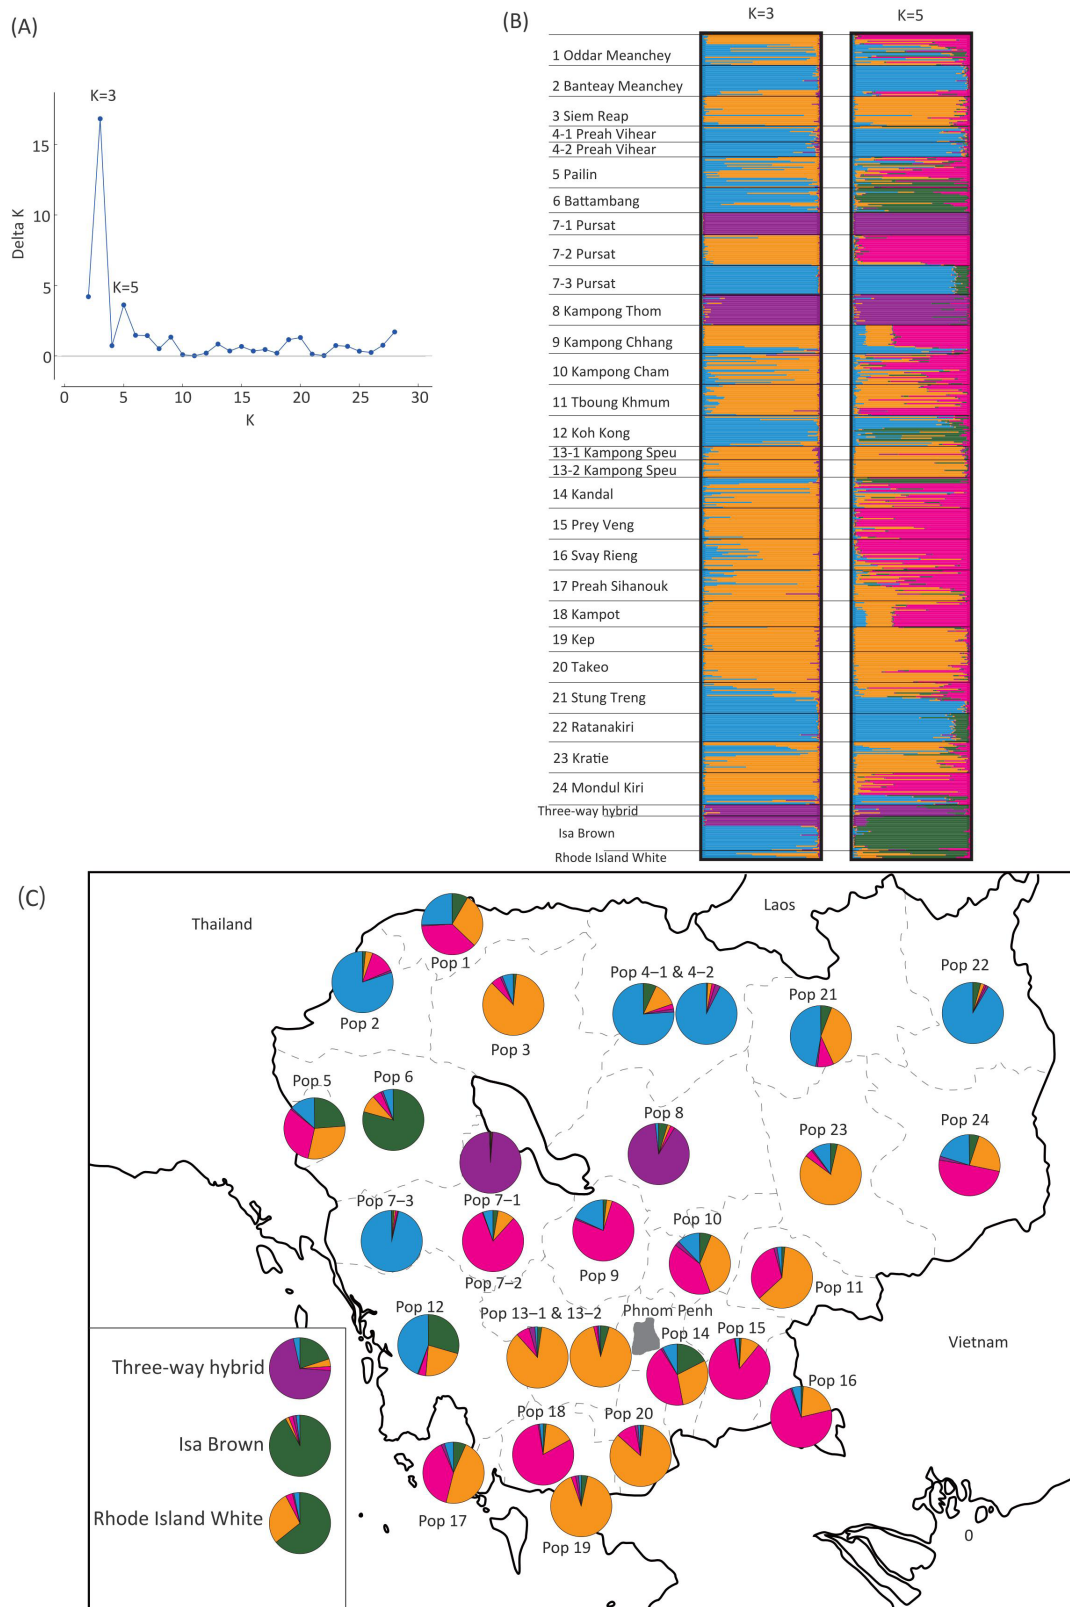 (A)
K=3
K=5
15
10
5
0
Delta K
0
5
10
15
20
25
30
K
(B)
K=3
K=5
1 Oddar Meanchey
2 Banteay Meanchey
3 Siem Reap
4-1 Preah Vihear
4-2 Preah Vihear
5 Pailin
6 Battambang
7-1 Pursat
7-2 Pursat
7-3 Pursat
8 Kampong Thom
9 Kampong Chhang
10 Kampong Cham
11 Tboung Khmum
12 Koh Kong
13-1 Kampong Speu
13-2 Kampong Speu
14 Kandal
15 Prey Veng
16 Svay Rieng
17 Preah Sihanouk
18 Kampot
19 Kep
20 Takeo
21 Stung Treng
22 Ratanakiri
23 Kratie
24 Mondul Kiri
Three-way hybrid
Isa Brown
Rhode Island White
(C)
Thailand
Laos
Pop 1
Pop 2
Pop 3
Pop 4–1 & 4–2
Pop 21
Pop 22
Pop 5
Pop 6
Pop 8
Pop 23
Pop 24
Pop 7–3
Pop 7–1
Pop 7–2
Pop 9
Pop 10
Pop 11
Pop 12
Pop 13–1 & 13–2
Phnom Penh
Pop 14
Pop 15
Vietnam
Pop 16
Pop 18
Pop 20
Pop 17
Pop 19
Three-way hybrid
Isa Brown
Rhode Island White
0